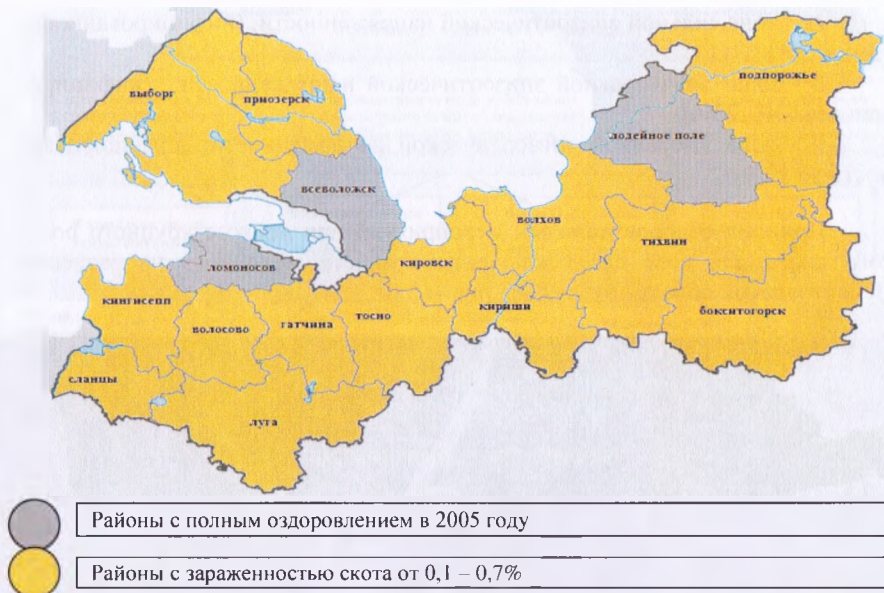 выборг
приозерск
подпорожье
лодейное поле
всеволожск
волхов
тихвин
ломоносов
кировск
кингисепп
волосово
гатчина
тосно
кириши
бокситогорск
сланцы
луга
Районы с полным оздоровлением в 2005 году
Районы с зараженностью скота от 0,1 – 0,7%